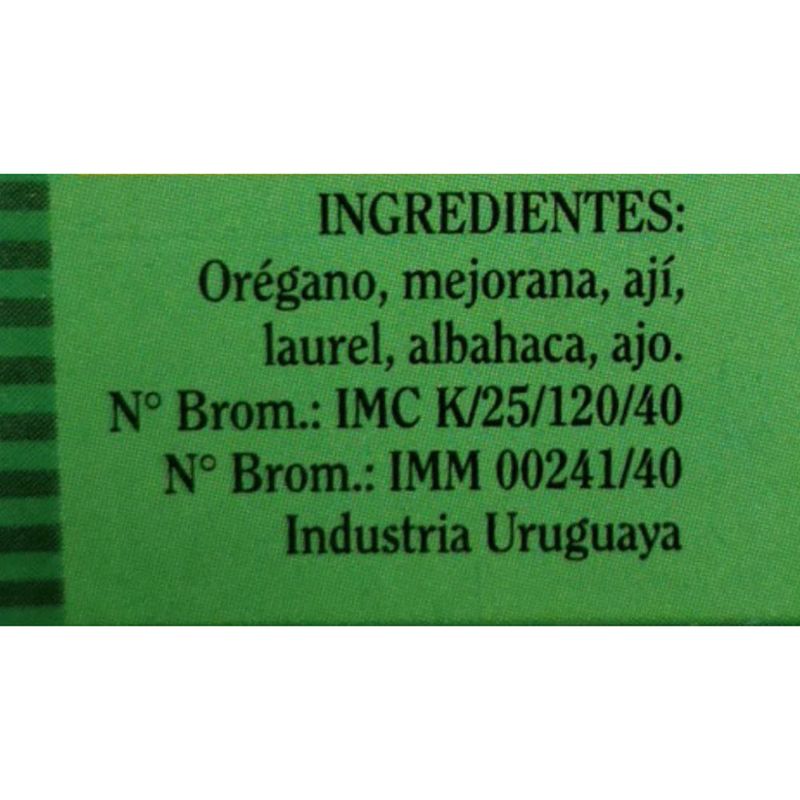 INGREDIENTES:
Orégano, mejorana, ají,
laurel, albahaca, ajo.
N° Brom.: IMC K/25/120/40
N° Brom.: IMM 00241/40
Industria Uruguaya